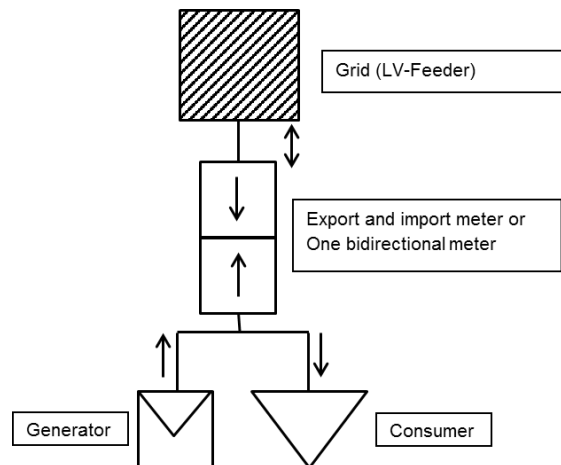 Grid (LV-Feeder)
Export and import meter or
One bidirectional meter
Generator
Consumer